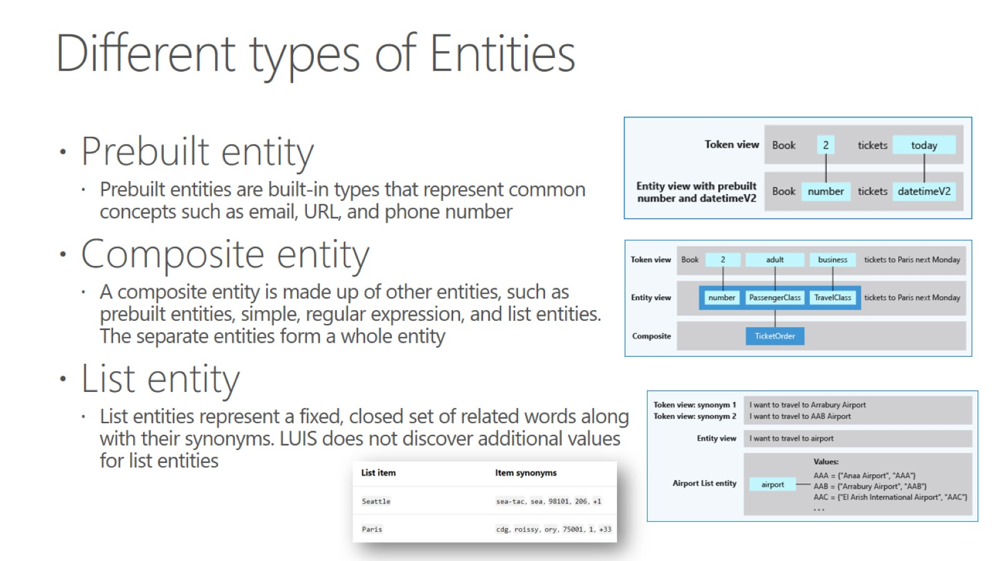 Different types of Entities
• Prebuilt entity
• Prebuilt entities are built-in types that represent common
concepts such as email, URL, and phone number
• Composite entity
• A composite entity is made up of other entities, such as
prebuilt entities, simple, regular expression, and list entities.
The separate entities form a whole entity
• List entity
• List entities represent a fixed, closed set of related words along
with their synonyms. LUIS does not discover additional values
for list entities
List item Item synonyms
Seattle sea-tac, sea, 98101, 206, +1
Paris cdg, roissy, ory, 75001, 1, +33
Token view Book 2 tickets today
Entity view with prebuilt
number and datetimeV2
Book number tickets datetimeV2
Token view Book 2 adult business tickets to Paris next Monday
Entity view number PassengerClass TravelClass tickets to Paris next Monday
Composite TicketOrder
Token view: synonym 1 I want to travel to Arrabury Airport
Token view: synonym 2 I want to travel to AAB Airport
Entity view I want to travel to airport
Values:
AAA = {"Anaa Airport", "AAA"}
Airport List entity airport AAB = {"Arrabury Airport", "AAB"}
AAC = {"El Arish International Airport", "AAC"}
...